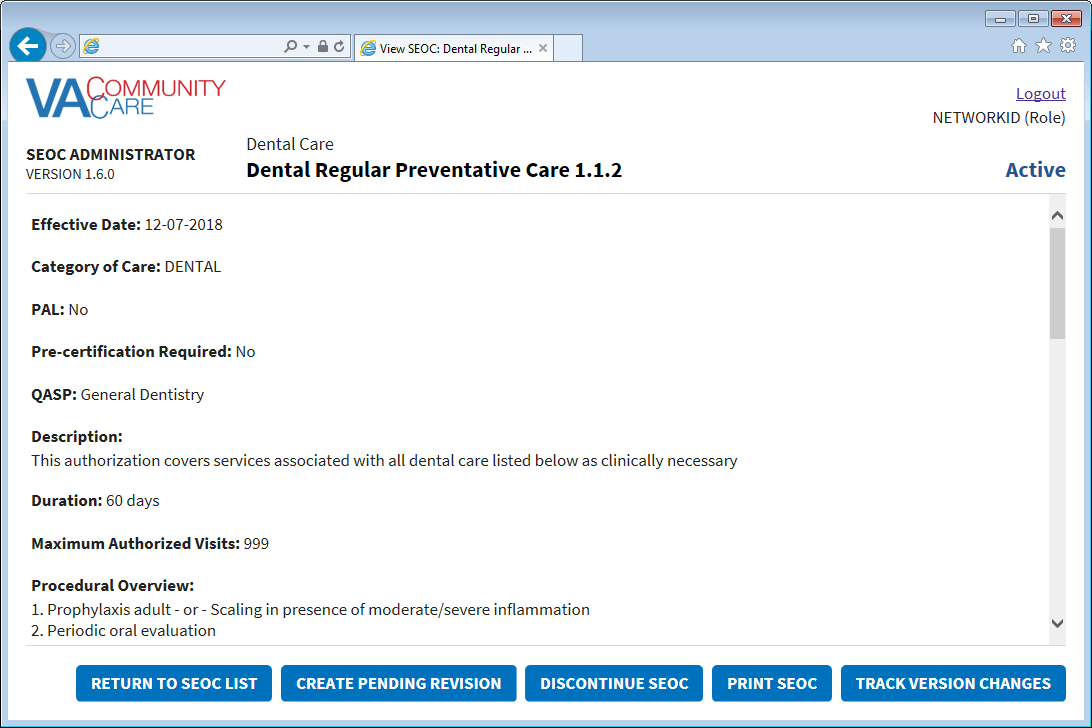 View SEOC: Dental Regular ...
VA COMMUNITY CARE
Logout
NETWORKID (Role)
SEOC ADMINISTRATOR
VERSION 1.6.0
Dental Care
Dental Regular Preventative Care 1.1.2
Active
Effective Date: 12-07-2018
Category of Care: DENTAL
PAL: No
Pre-certification Required: No
QASP: General Dentistry
Description:
This authorization covers services associated with all dental care listed below as clinically necessary
Duration: 60 days
Maximum Authorized Visits: 999
Procedural Overview:
1. Prophylaxis adult - or - Scaling in presence of moderate/severe inflammation
2. Periodic oral evaluation
RETURN TO SEOC LIST
CREATE PENDING REVISION
DISCONTINUE SEOC
PRINT SEOC
TRACK VERSION CHANGES